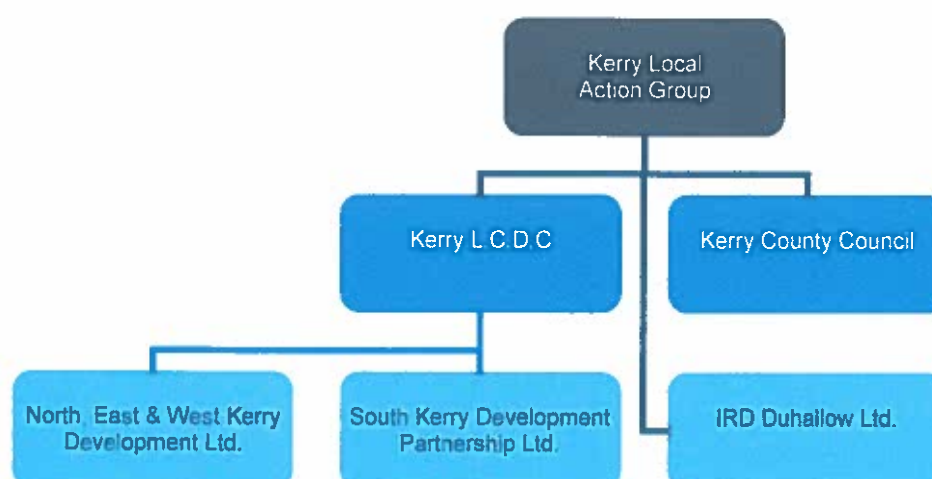 Kerry Local
Action Group
Kerry L.C.D.C
Kerry County Council
North, East & West Kerry
Development Ltd.
South Kerry Development
Partnership Ltd.
IRD Duhallow Ltd.